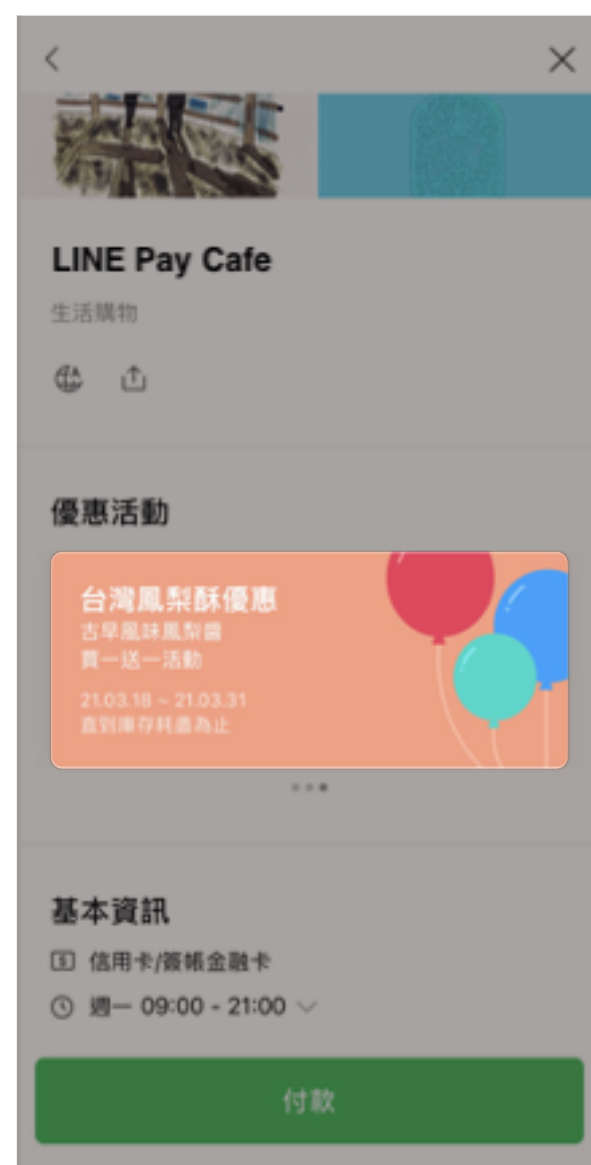 LINE Pay Cafe
生活購物
優惠活動
台灣鳳梨酥優惠
古早風味鳳梨醬
買一送一活動
21.03.18 ~ 21.03.31
直到庫存耗盡為止
基本資訊
信用卡/簽帳金融卡
週一 09:00 - 21:00
付款